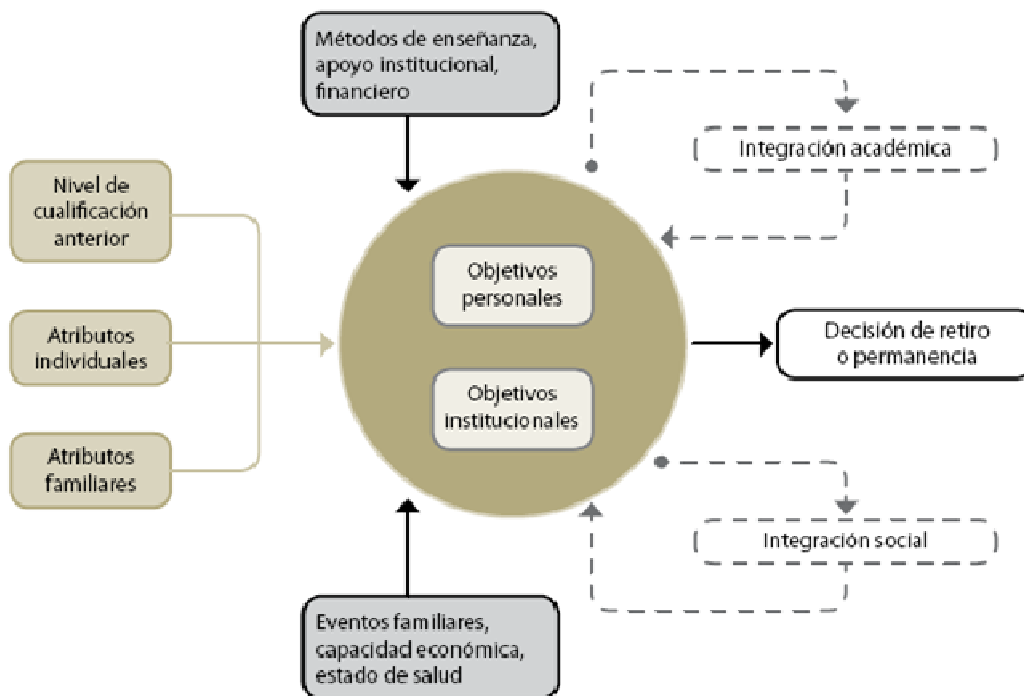 Métodos de enseñanza,
apoyo institucional,
financiero
Integración académica
Nivel de
cualificación
anterior
Objetivos
personales
Atributos
individuales
Decisión de retiro
o permanencia
Objetivos
institucionales
Atributos
familiares
Integración social
Eventos familiares,
capacidad económica,
estado de salud